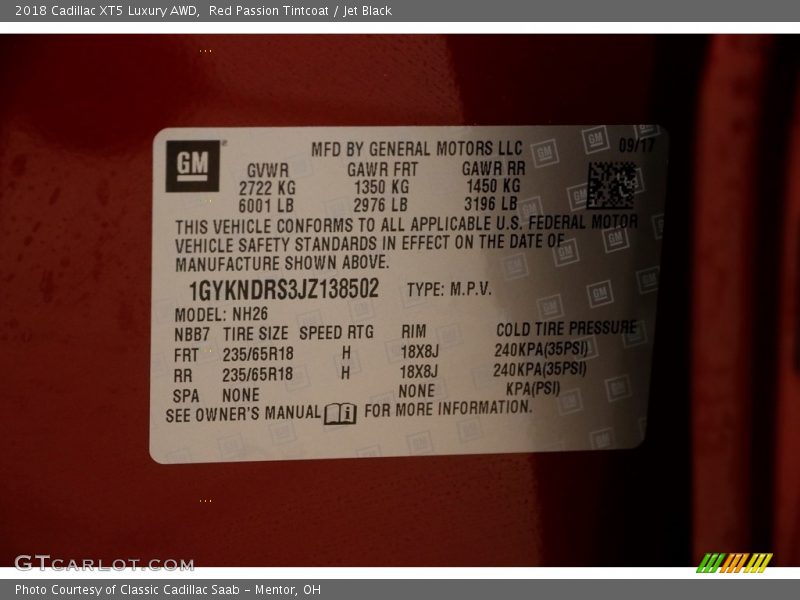 2018 Cadillac XT5 Luxury AWD, Red Passion Tintcoat / Jet Black
GM
MFD BY GENERAL MOTORS LLC 09/17
GVWR GAWR FRT GAWR RR
2722 KG 1350 KG 1450 KG
6001 LB 2976 LB 3196 LB
THIS VEHICLE CONFORMS TO ALL APPLICABLE U.S. FEDERAL MOTOR
VEHICLE SAFETY STANDARDS IN EFFECT ON THE DATE OF
MANUFACTURE SHOWN ABOVE.
1GYKNDRS3JZ138502 TYPE: M.P.V.
MODEL: NH26
NBB7 TIRE SIZE SPEED RTG RIM COLD TIRE PRESSURE
FRT 235/65R18 H 18X8J 240KPA(35PSI)
RR 235/65R18 H 18X8J 240KPA(35PSI)
SPA NONE NONE KPA(PSI)
SEE OWNER'S MANUAL FOR MORE INFORMATION.
GTCARLOT.COM
Photo Courtesy of Classic Cadillac Saab - Mentor, OH